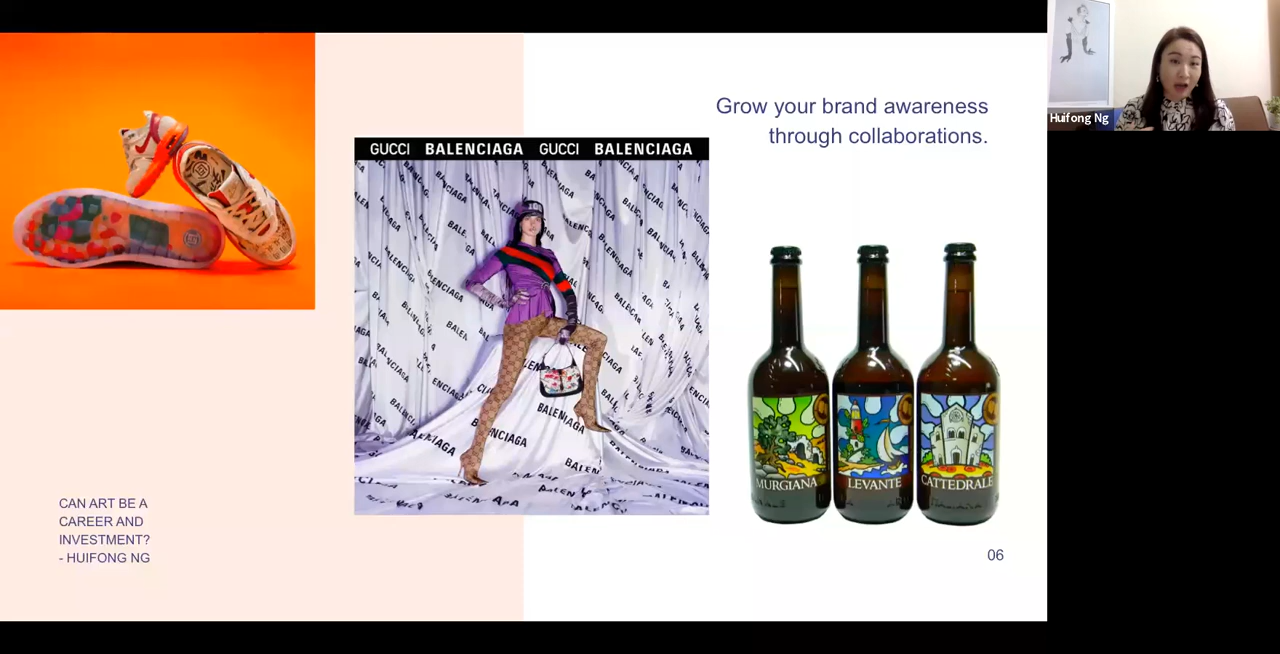 Grow your brand awareness
through collaborations.
GUCCI BALENCIAGA GUCCI BALENCIAGA
BALENCIAGA
MURGIANA
LEVANTE
CATTEDRALE
CAN ART BE A
CAREER AND
INVESTMENT?
- HUIFONG NG
06
Huifong Ng